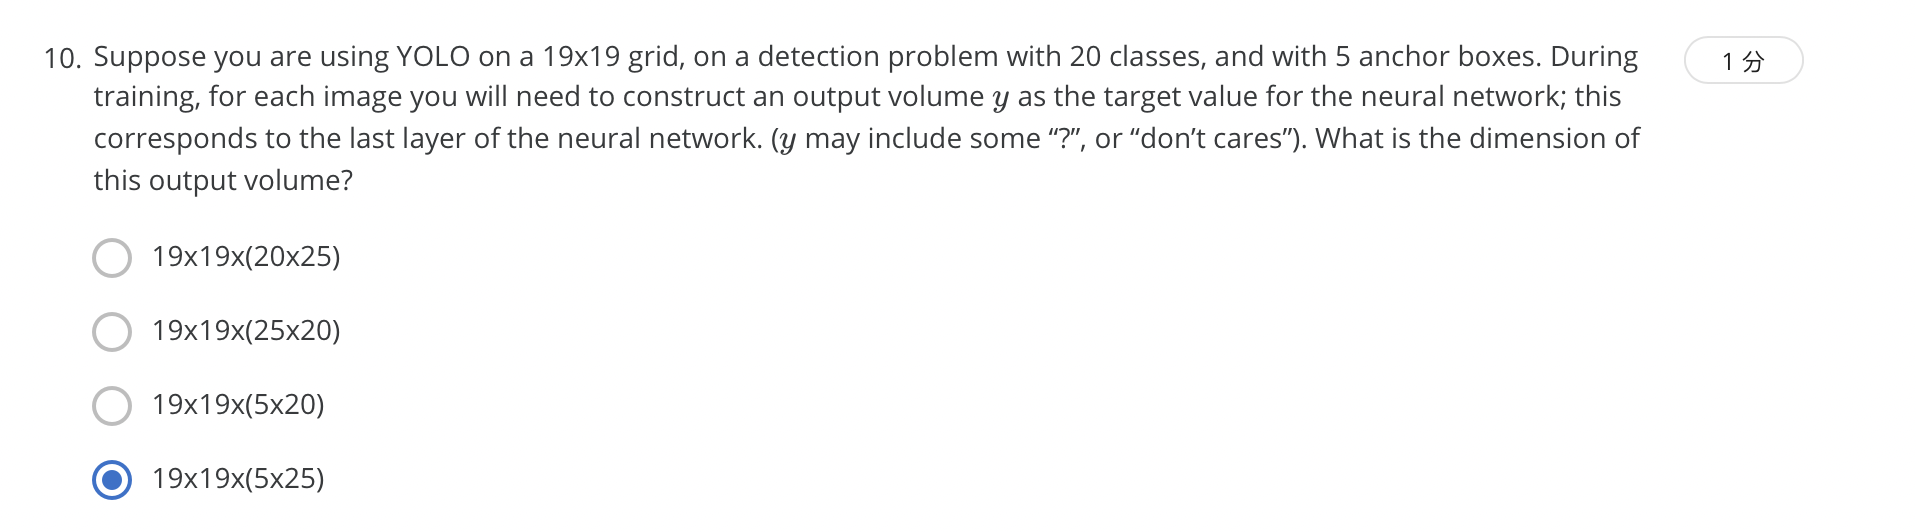 10. Suppose you are using YOLO on a 19x19 grid, on a detection problem with 20 classes, and with 5 anchor boxes. During
1 分
training, for each image you will need to construct an output volume y as the target value for the neural network; this
corresponds to the last layer of the neural network. (y may include some “?”, or “don’t cares”). What is the dimension of
this output volume?
19x19x(20x25)
19x19x(25x20)
19x19x(5x20)
19x19x(5x25)